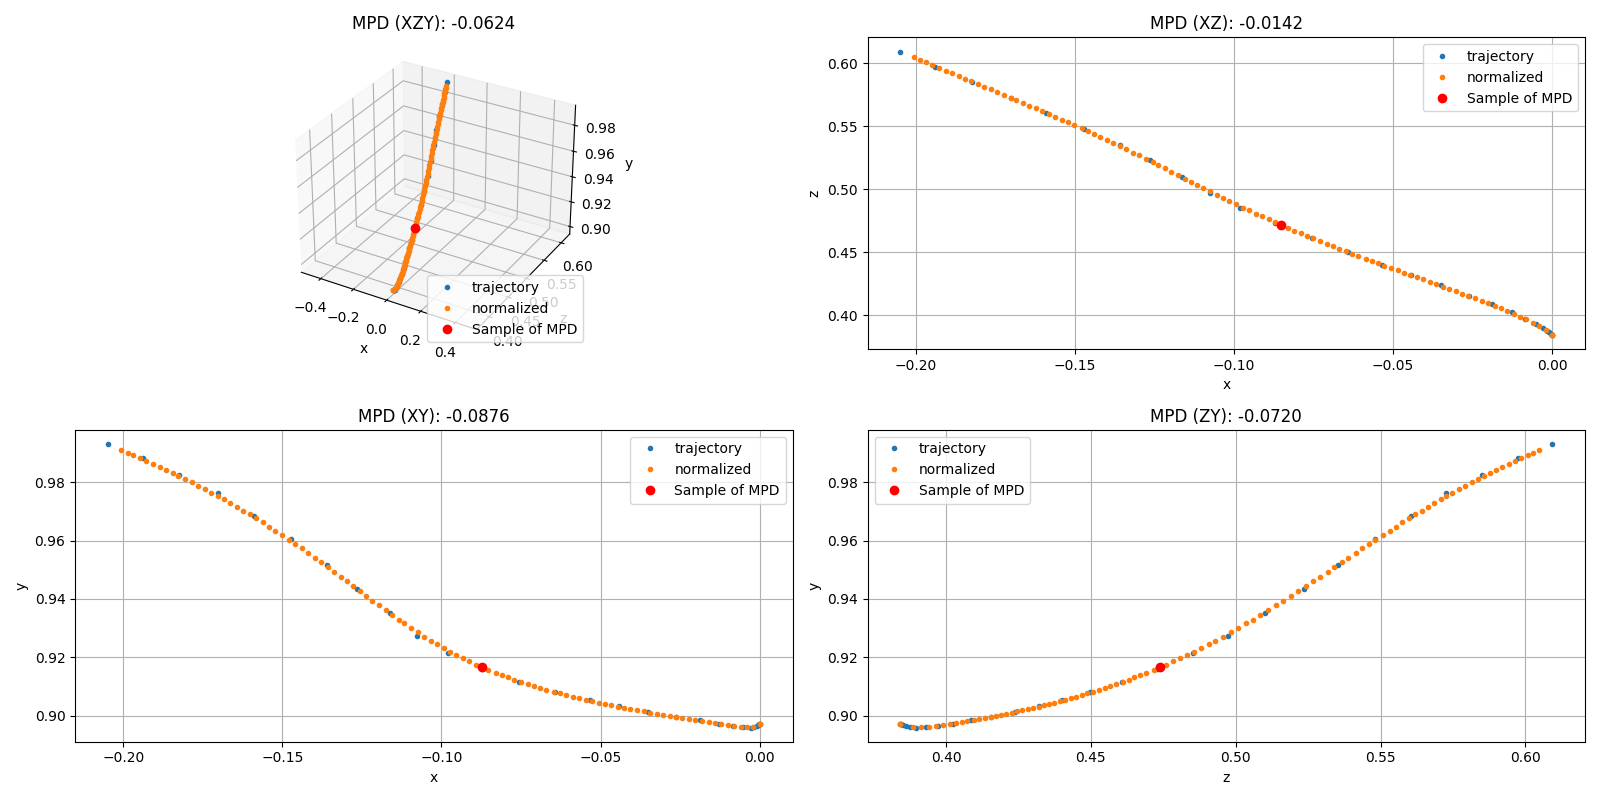 MPD (XZY): -0.0624
0.98
0.96
0.94
0.92
0.90
y
0.60
0.55
0.50
0.45
0.40
z
−0.4
−0.2
0.0
0.2
0.4
x
trajectory
normalized
Sample of MPD
MPD (XZ): -0.0142
0.60
0.55
0.50
0.45
0.40
z
−0.20
−0.15
−0.10
−0.05
0.00
x
trajectory
normalized
Sample of MPD
MPD (XY): -0.0876
0.98
0.96
0.94
0.92
0.90
y
−0.20
−0.15
−0.10
−0.05
0.00
x
trajectory
normalized
Sample of MPD
MPD (ZY): -0.0720
0.98
0.96
0.94
0.92
0.90
y
0.40
0.45
0.50
0.55
0.60
z
trajectory
normalized
Sample of MPD